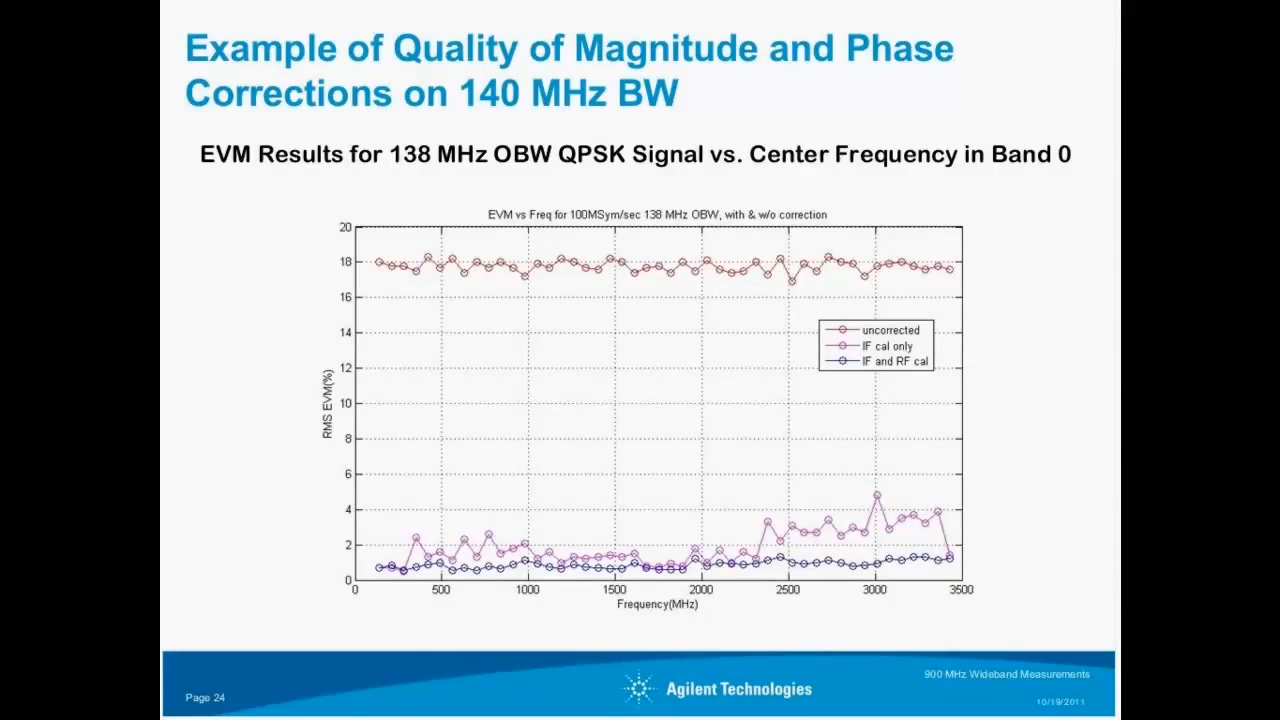 Example of Quality of Magnitude and Phase
Corrections on 140 MHz BW
EVM Results for 138 MHz OBW QPSK Signal vs. Center Frequency in Band 0
EVM vs Freq for 100MSym/sec 138 MHz OBW, with & w/o correction
20
18
16
14
12
10
8
6
4
2
0
RMS EVM(%)
uncorrected
IF cal only
IF and RF cal
0 500 1000 1500 2000 2500 3000 3500
Frequency(MHz)
900 MHz Wideband Measurements
Page 24
Agilent Technologies
10/19/2011